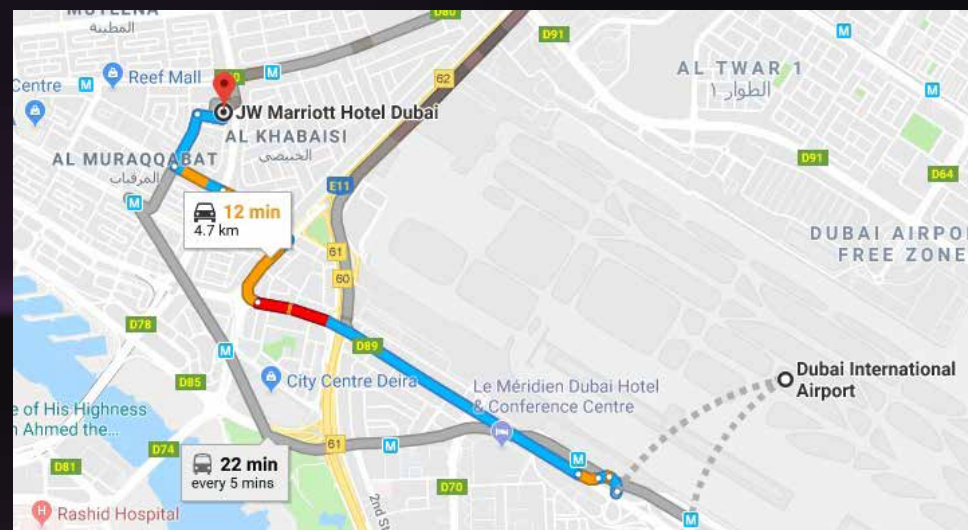 MUTEENA
المطينة
D80
D91
M
62
M
AL TWAR 1
الطوار ١
M
Centre
M
Reef Mall
JW Marriott Hotel Dubai
AL KHABAISI
الخبيصي
AL MURAQQABAT
المرقبات
M
E11
D91
D64
12 min
4.7 km
61
60
DUBAI AIRPO
FREE ZONE
D78
M
D89
D85
City Centre Deira
Le Méridien Dubai Hotel
& Conference Centre
Dubai International
Airport
e of His Highness
n Ahmed the...
D74
61
M
M
22 min
every 5 mins
D81
D70
2nd St
M
H
Rashid Hospital